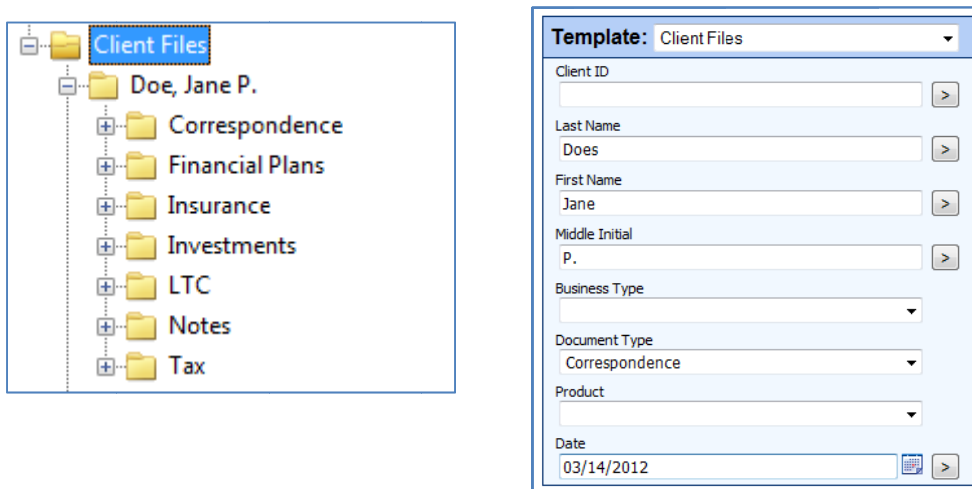 Client Files
Doe, Jane P.
Correspondence
Financial Plans
Insurance
Investments
LTC
Notes
Tax
Template: Client Files
Client ID
>
Last Name
Does
>
First Name
Jane
>
Middle Initial
P.
>
Business Type
Document Type
Correspondence
Product
Date
03/14/2012
>